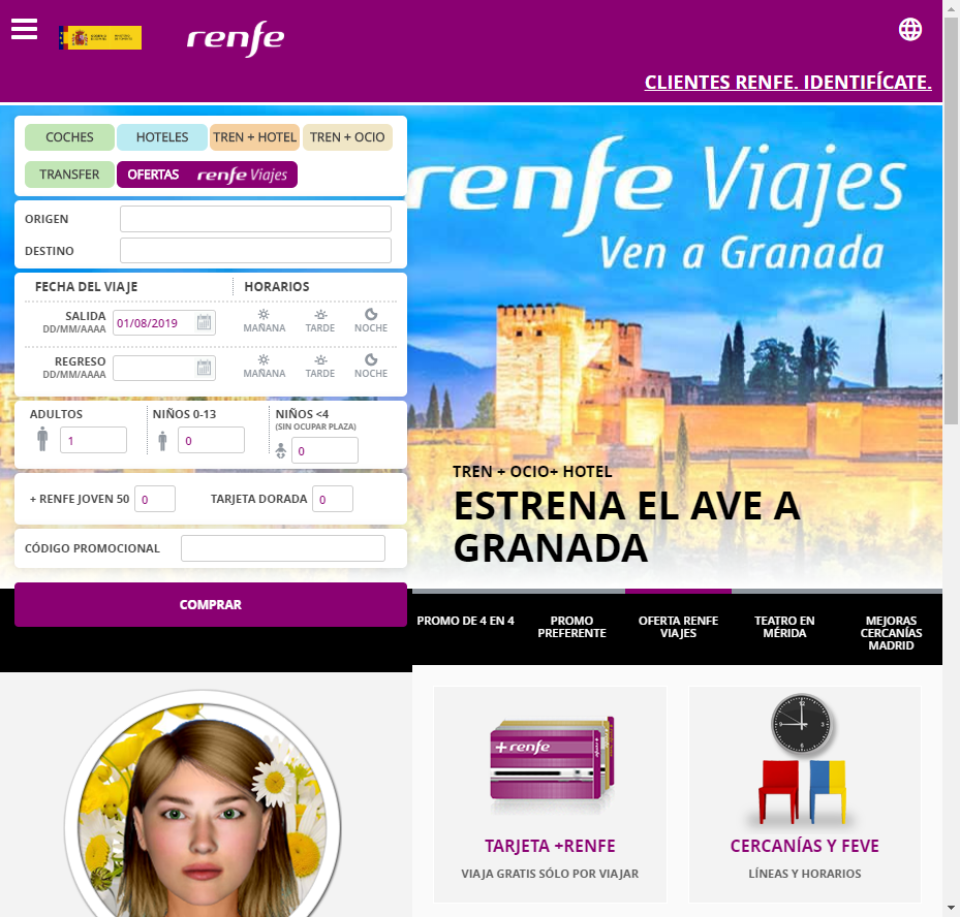 renfe
CLIENTES RENFE. IDENTIFÍCATE.
COCHES
HOTELES
TREN + HOTEL
TREN + OCIO
TRANSFER
OFERTAS renfe Viajes
ORIGEN
DESTINO
FECHA DEL VIAJE
HORARIOS
SALIDA
DD/MM/AAAA
01/08/2019
MAÑANA
TARDE
NOCHE
REGRESO
DD/MM/AAAA
MAÑANA
TARDE
NOCHE
ADULTOS
1
NIÑOS 0-13
0
NIÑOS <4
(SIN OCUPAR PLAZA)
0
+ RENFE JOVEN 50
0
TARJETA DORADA
0
CÓDIGO PROMOCIONAL
COMPRAR
renfe Viajes
Ven a Granada
TREN + OCIO+ HOTEL
ESTRENA EL AVE A
GRANADA
PROMO DE 4 EN 4
PROMO
PREFERENTE
OFERTA RENFE
VIAJES
TEATRO EN
MÉRIDA
MEJORAS
CERCANÍAS
MADRID
+renfe
TARJETA +RENFE
VIAJA GRATIS SÓLO POR VIAJAR
CERCANÍAS Y FEVE
LÍNEAS Y HORARIOS